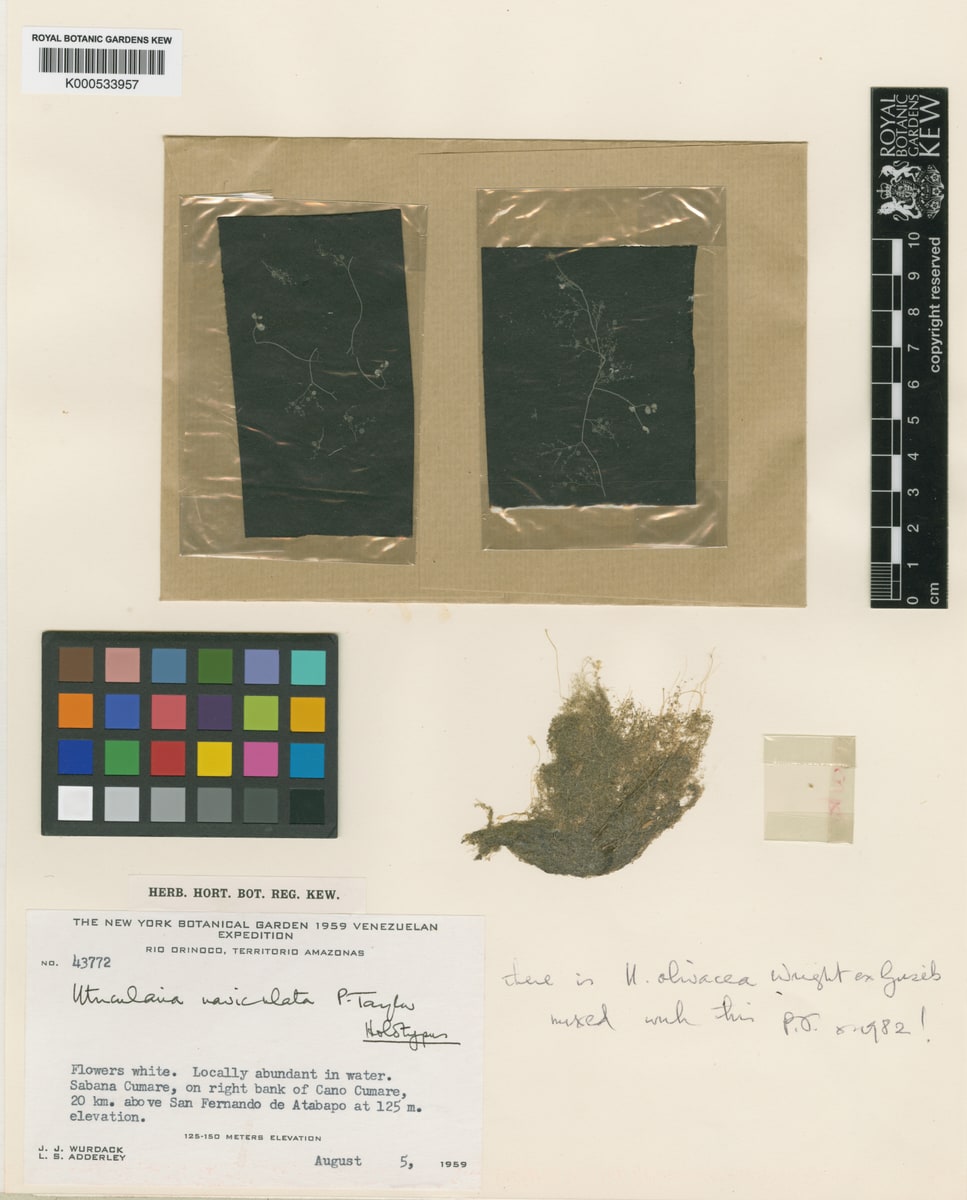 ROYAL BOTANIC GARDENS KEW
K000533957
ROYAL
BOTANIC
GARDENS
KEW
copyright reserved
10
9
8
7
6
5
4
3
2
1
0
cm
HERB. HORT. BOT. REG. KEW.
THE NEW YORK BOTANICAL GARDEN 1959 VENEZUELAN
EXPEDITION
RIO ORINOCO, TERRITORIO AMAZONAS
NO. 43772
Utricularia naviculata P. Taylor
Holotypus
Flowers white. Locally abundant in water.
Sabana Cumare, on right bank of Cano Cumare,
20 km. above San Fernando de Atabapo at 125 m.
elevation.
125-150 METERS ELEVATION
J. J. WURDACK
L. S. ADDERLEY
August 5, 1959
there is U. olivacea Wright ex Griseb
mixed with this P.T. 1982!